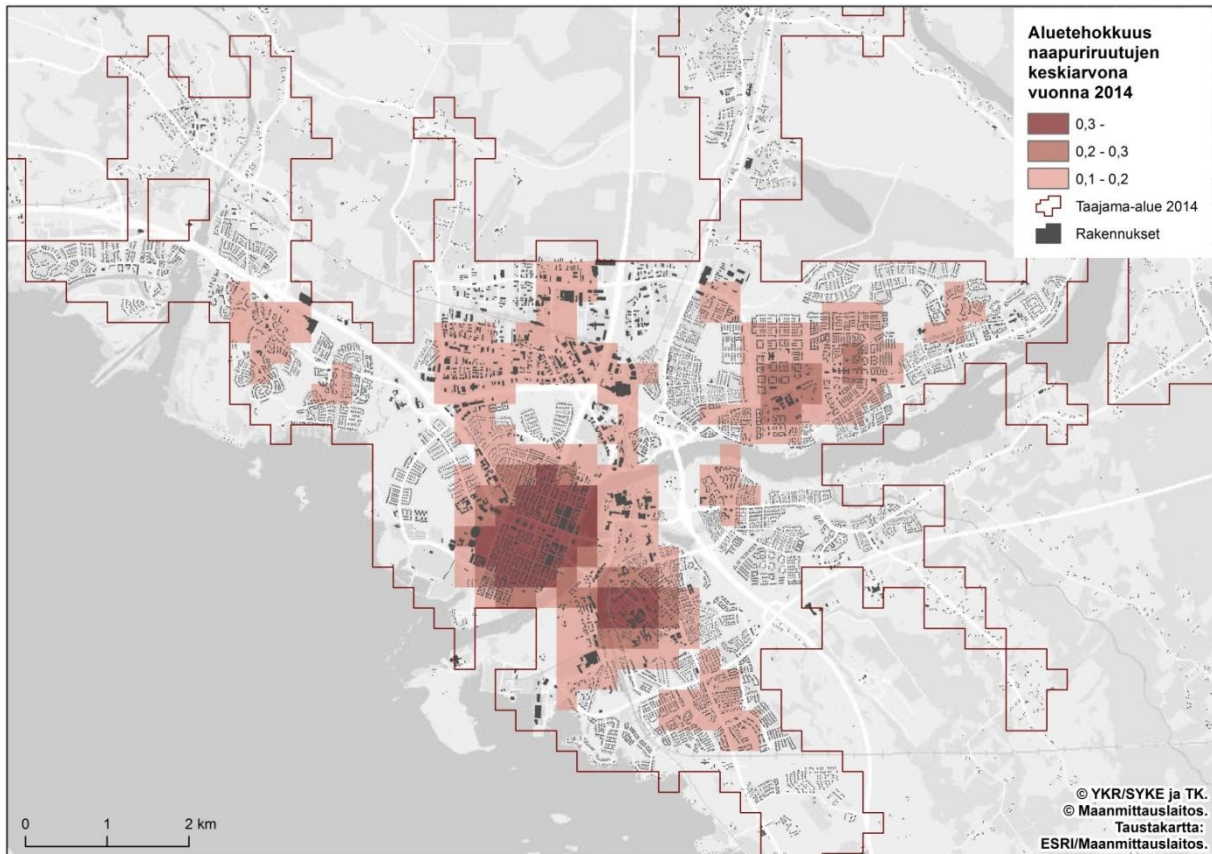 Aluetehokkuus
naapuriruutujen
keskiarvona
vuonna 2014
0,3 -
0,2 - 0,3
0,1 - 0,2
Taajama-alue 2014
Rakennukset
0 1 2 km
© YKR/SYKE ja TK.
© Maanmittauslaitos.
Taustakartta:
ESRI/Maanmittauslaitos.